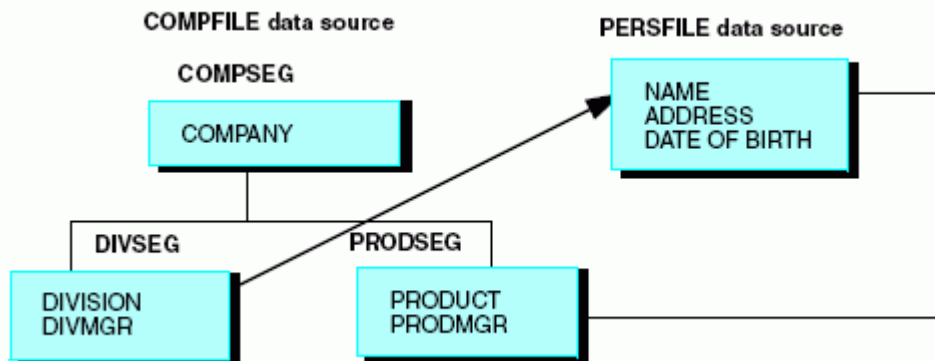 COMPFILE data source
PERSFILE data source
COMPSEG
COMPANY
NAME
ADDRESS
DATE OF BIRTH
DIVSEG
PRODSEG
DIVISION
DIVMGR
PRODUCT
PRODMGR